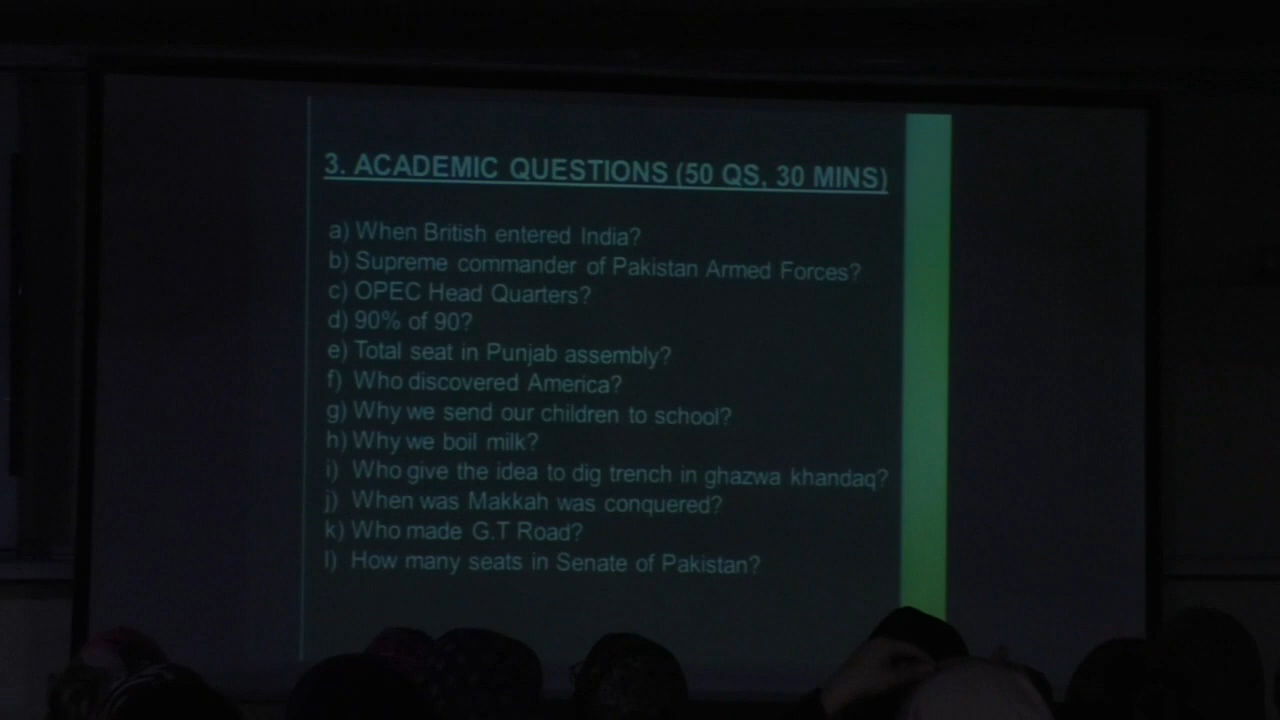 3. ACADEMIC QUESTIONS (50 QS, 30 MINS)
a) When British entered India?
b) Supreme commander of Pakistan Armed Forces?
c) OPEC Head Quarters?
d) 90% of 90?
e) Total seat in Punjab assembly?
f) Who discovered America?
g) Why we send our children to school?
h) Why we boil milk?
i) Who give the idea to dig trench in ghazwa khandaq?
j) When was Makkah was conquered?
k) Who made G.T Road?
l) How many seats in Senate of Pakistan?